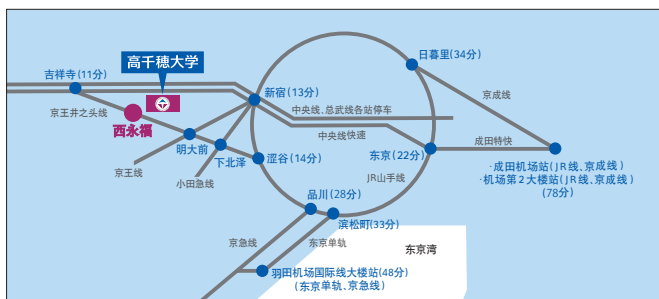 高千穗大学
吉祥寺(11分)
日暮里(34分)
新宿(13分)
京成线
中央线、总武线各站停车
京王井之头线
西永福
中央线快速
明大前
下北泽
涩谷(14分)
东京(22分)
成田特快
京王线
小田急线
JR山手线
·成田机场站(JR线、京成线)
·机场第2大楼站(JR线、京成线)
(78分)
品川(28分)
滨松町(33分)
京急线
东京单轨
东京湾
羽田机场国际线大楼站(48分)
(东京单轨、京急线)